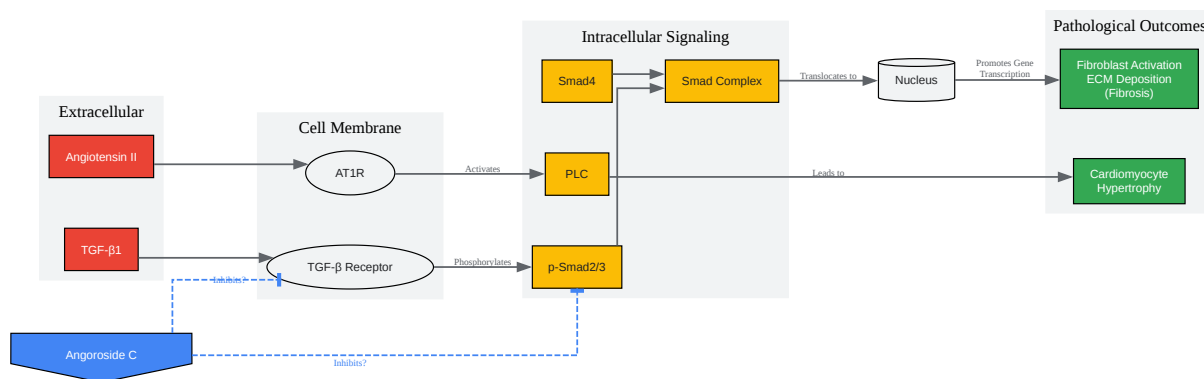 Pathological Outcomes
Intracellular Signaling
Smad4
Smad Complex
Translocates to
Nucleus
Promotes Gene
Transcription
Fibroblast Activation
ECM Deposition
(Fibrosis)
Extracellular
Cell Membrane
Angiotensin II
AT1R
Activates
PLC
Leads to
Cardiomyocyte
Hypertrophy
TGF-β1
TGF-β Receptor
Phosphorylates
p-Smad2/3
Inhibits?
Angoroside C
Inhibits?